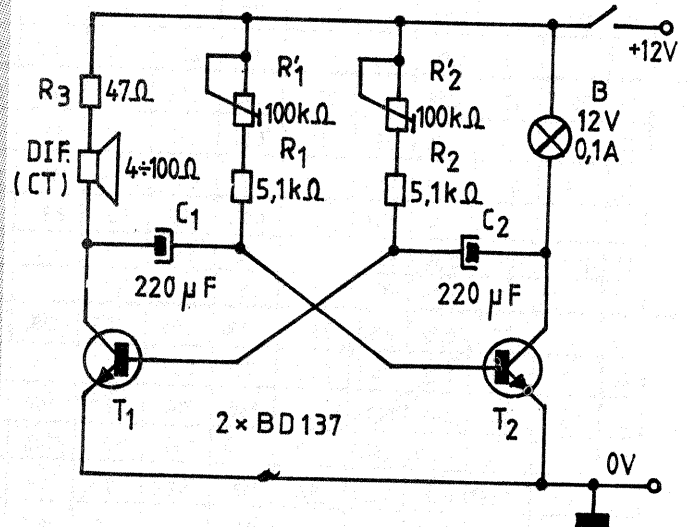 +12V
R3 47Ω
R'1
100kΩ
R'2
100kΩ
B
12V
0,1A
DIF.
(CT)
4÷100Ω
R1
5,1kΩ
R2
5,1kΩ
C1
220 µF
C2
220 µF
T1
2×BD137
T2
0V